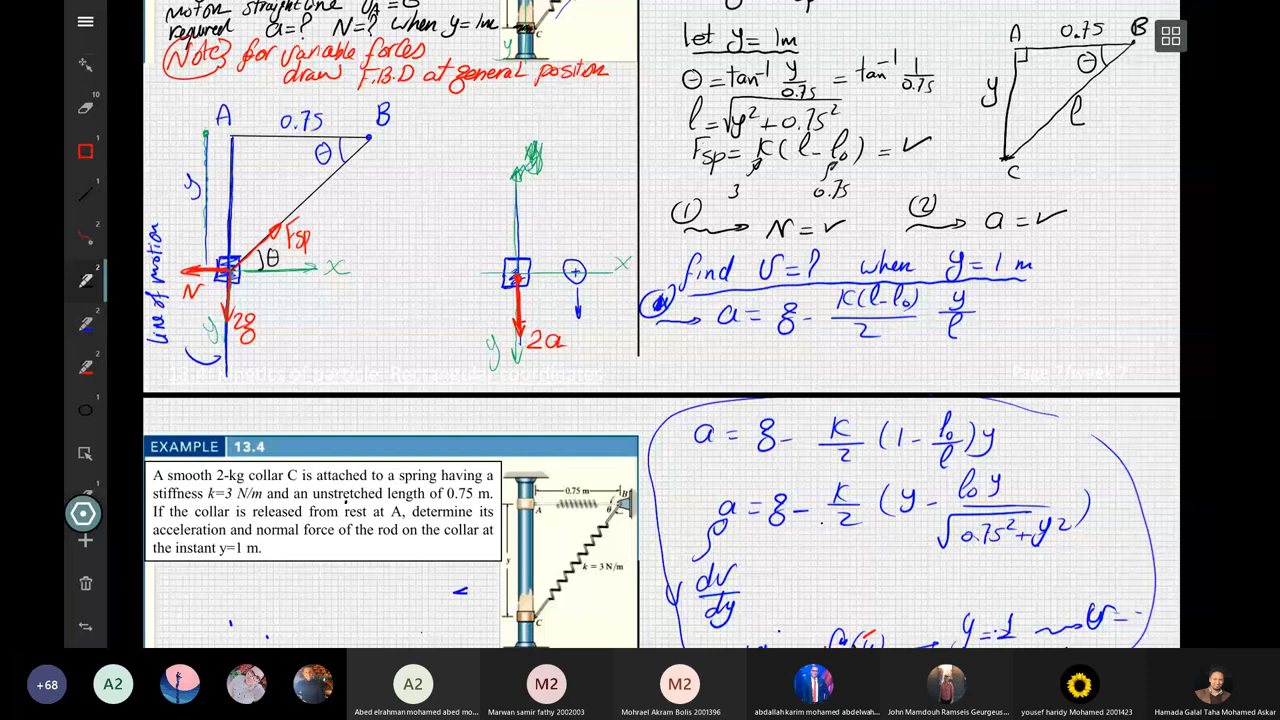 motion straight line
required a=? N=? when y=1m
(Note) for variable forces
draw F.B.D at general position
A 0.75 B
θ
y
Fsp
θ
x
N
2g
y
line of motion
x
+
2a
y
let y = 1m
θ = tan⁻¹ y/0.75 = tan⁻¹ 1/0.75
l = √y² + 0.75²
Fsp = K(l - l₀) = ✓
3 0.75
(1) → N = ✓ (2) → a = ✓
A 0.75 B
θ
y
l
C
find v = ? when y = 1 m
→ a = g - K(l-l₀)/2 y/l
Page 7/week 7
a = g - K/2 (1 - l₀/l) y
a = g - K/2 (y - l₀ y/√0.75² + y²)
v dv/dy
y = 1 → v =
EXAMPLE 13.4
A smooth 2-kg collar C is attached to a spring having a
stiffness k=3 N/m and an unstretched length of 0.75 m.
If the collar is released from rest at A, determine its
acceleration and normal force of the rod on the collar at
the instant y=1 m.
0.75 m
A
B
θ
y
k = 3 N/m
C
+68
A2
A2
M2
M2
Abed elrahman mohamed abed mo...
Marwan samir fathy 2002003
Mohrael Akram Bolis 2001396
abdallah karim mohamed abdelwah...
John Mamdouh Ramseis Georgeus...
yousef haridy Mohamed 2001423
Hamada Galal Taha Mohamed Askar